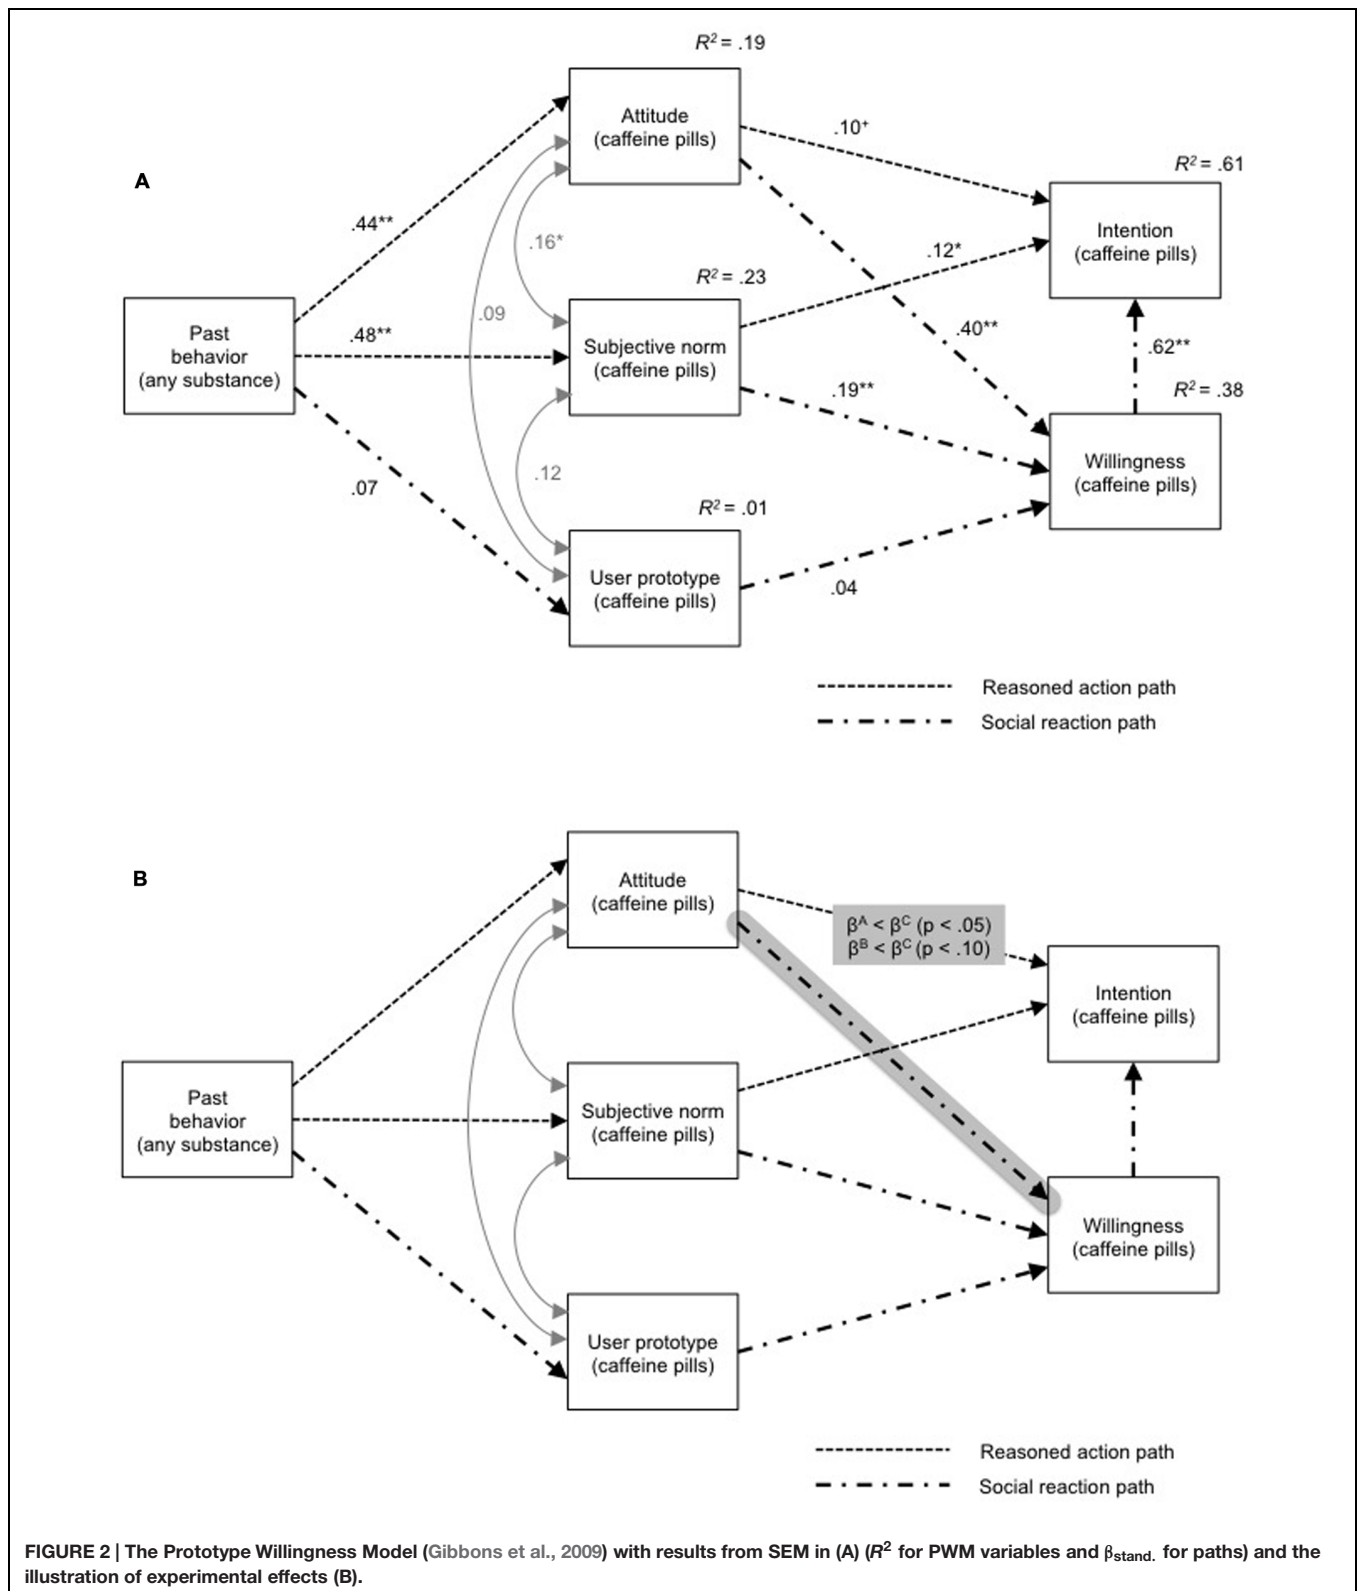 R² = .19
Attitude
(caffeine pills)
.10⁺
A
R² = .61
.44**
Intention
(caffeine pills)
.16*
.12*
R² = .23
.09
Past
behavior
(any substance)
.48**
Subjective norm
(caffeine pills)
.40**
.62**
.19**
R² = .38
Willingness
(caffeine pills)
.12
.07
R² = .01
User prototype
(caffeine pills)
.04
Reasoned action path
Social reaction path
B
Attitude
(caffeine pills)
βᴬ < βᶜ (p < .05)
βᴮ < βᶜ (p < .10)
Intention
(caffeine pills)
Past
behavior
(any substance)
Subjective norm
(caffeine pills)
Willingness
(caffeine pills)
User prototype
(caffeine pills)
Reasoned action path
Social reaction path
FIGURE 2 | The Prototype Willingness Model (Gibbons et al., 2009) with results from SEM in (A) (R² for PWM variables and βstand. for paths) and the
illustration of experimental effects (B).